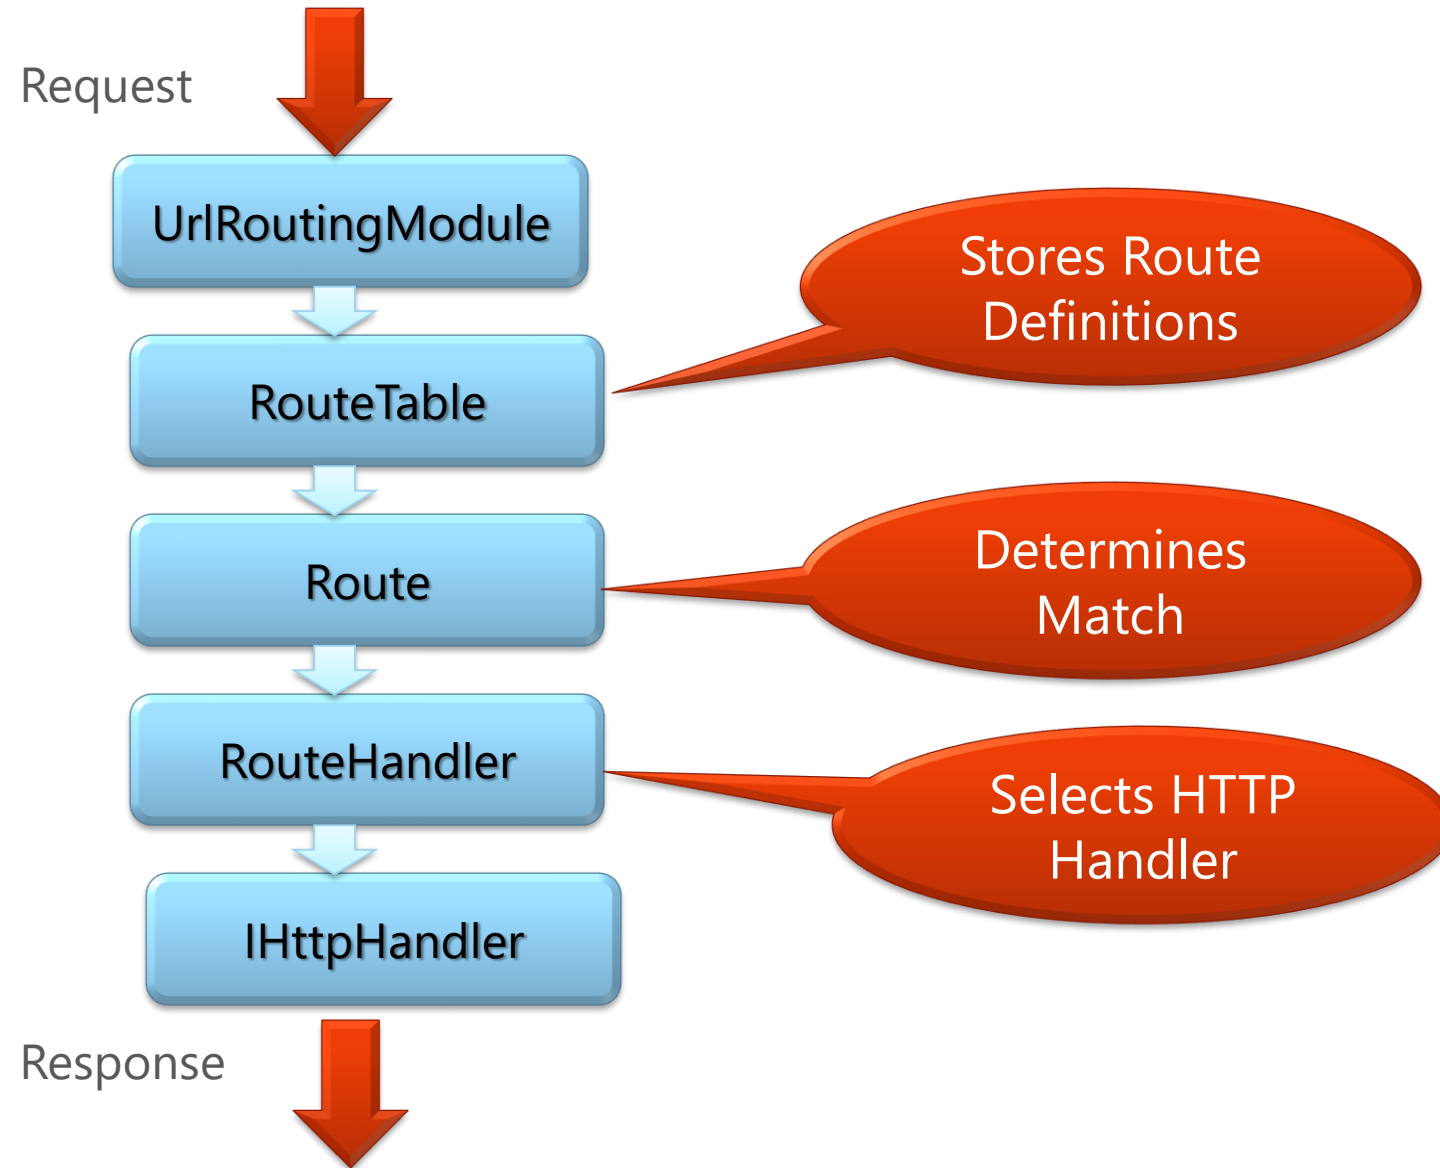 Request
UrlRoutingModule
Stores Route
Definitions
RouteTable
Determines
Match
Route
RouteHandler
Selects HTTP
Handler
IHttpHandler
Response